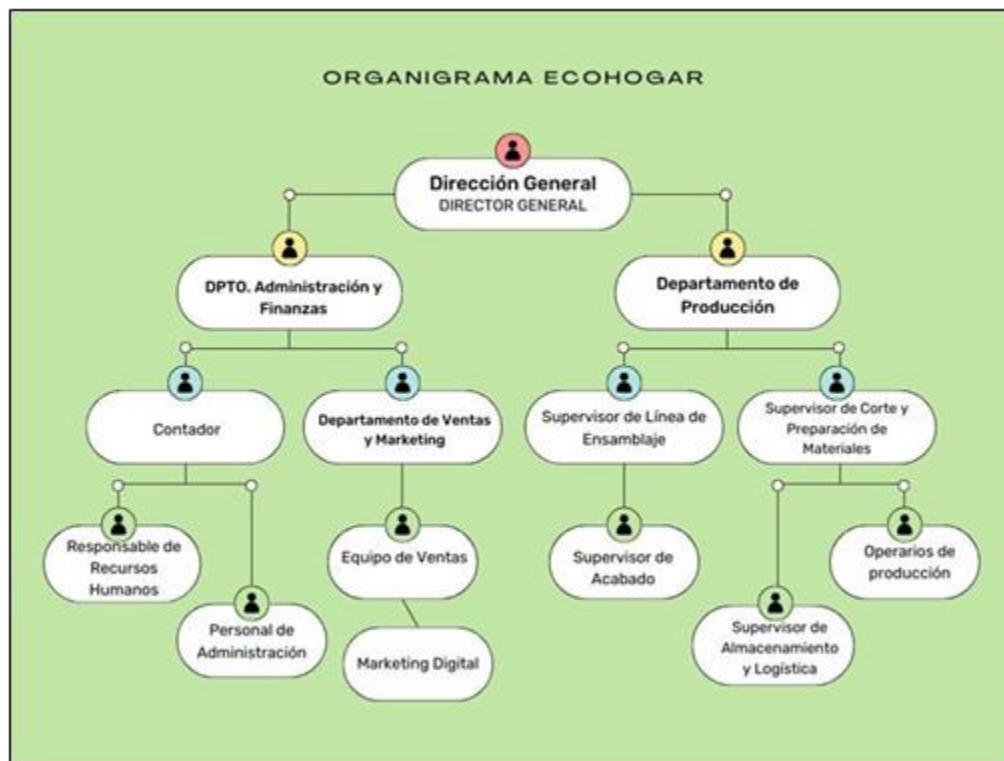 ORGANIGRAMA ECOHOGAR
Dirección General
DIRECTOR GENERAL
DPTO. Administración y
Finanzas
Departamento de
Producción
Contador
Departamento de Ventas
y Marketing
Supervisor de Línea de
Ensamblaje
Supervisor de Corte y
Preparación de
Materiales
Responsable de
Recursos
Humanos
Equipo de Ventas
Supervisor de
Acabado
Operarios de
producción
Personal de
Administración
Marketing Digital
Supervisor de
Almacenamiento
y Logística